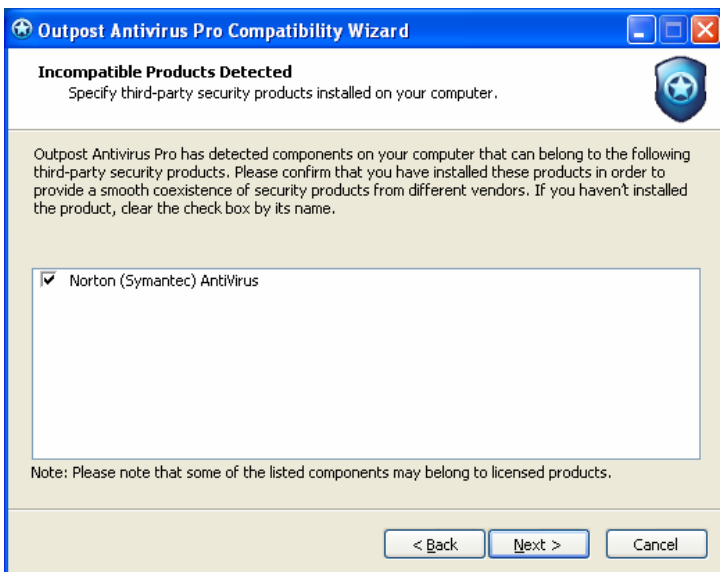 Outpost Antivirus Pro Compatibility Wizard
Incompatible Products Detected
Specify third-party security products installed on your computer.
Outpost Antivirus Pro has detected components on your computer that can belong to the following
third-party security products. Please confirm that you have installed these products in order to
provide a smooth coexistence of security products from different vendors. If you haven't installed
the product, clear the check box by its name.
Norton (Symantec) AntiVirus
Note: Please note that some of the listed components may belong to licensed products.
< Back
Next >
Cancel